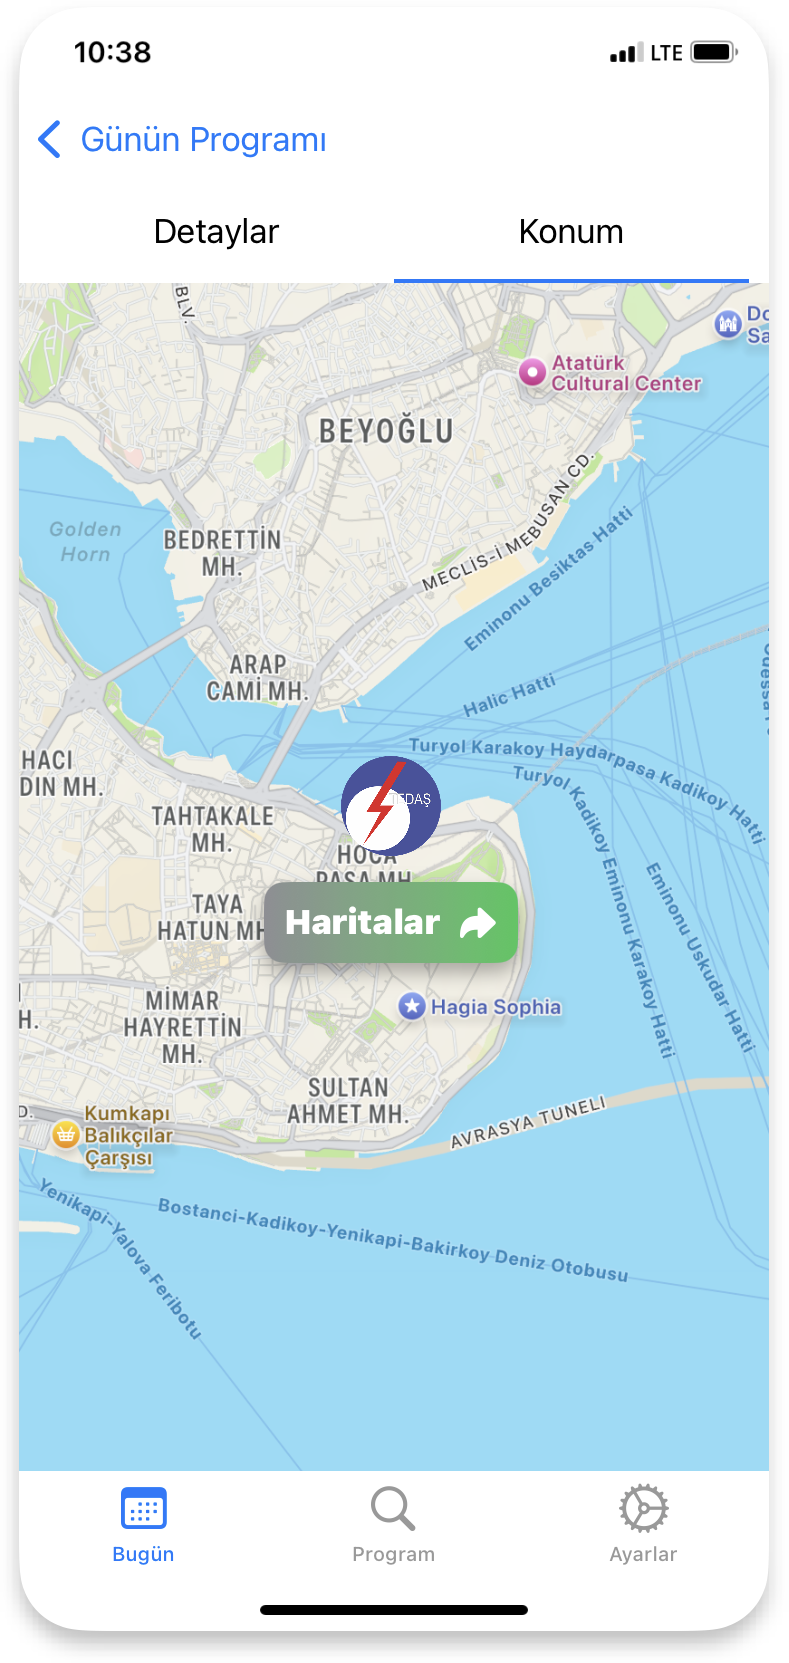 10:38
LTE
Günün Programı
Detaylar
Konum
BLV.
Atatürk
Cultural Center
BEYOĞLU
MECLİS-İ MEBUSAN CD.
Golden
Horn
BEDRETTİN
MH.
Eminonu Besiktas Hatti
ARAP
CAMİ MH.
Halic Hatti
HACI
DIN MH.
Turyol Karakoy Haydarpasa Kadikoy Hatti
Turyol Kadikoy Eminonu Karakoy Hatti
TEDAŞ
TAHTAKALE
MH.
HOCA
PAŞA MH.
Eminonu Uskudar Hatti
TAYA
HATUN MH
Haritalar
MİMAR
HAYRETTİN
MH.
H.
Hagia Sophia
SULTAN
AHMET MH.
D.
Kumkapı
Balıkçılar
Çarşısı
AVRASYA TUNELI
Yenikapi-Yalova Feribotu
Bostanci-Kadikoy-Yenikapi-Bakirkoy Deniz Otobusu
Bugün
Program
Ayarlar